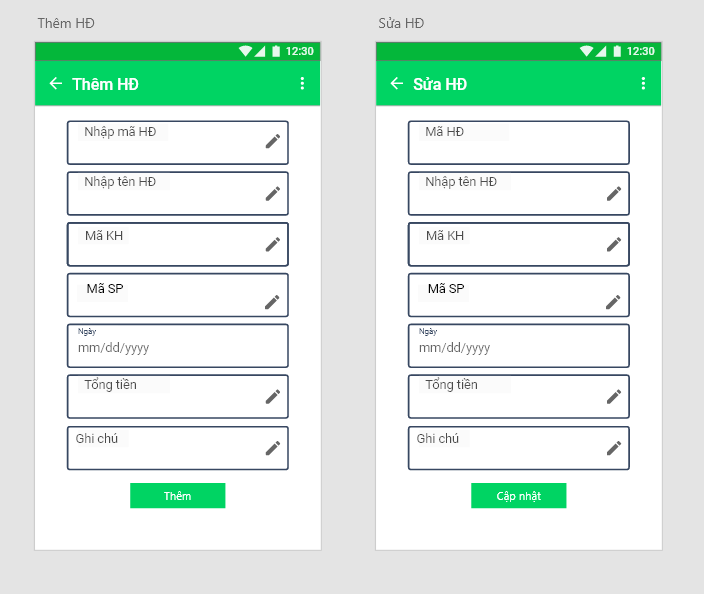 Thêm HĐ
12:30
Thêm HĐ
Nhập mã HĐ
Nhập tên HĐ
Mã KH
Mã SP
Ngày
mm/dd/yyyy
Tổng tiền
Ghi chú
Thêm
Sửa HĐ
12:30
Sửa HĐ
Mã HĐ
Nhập tên HĐ
Mã KH
Mã SP
Ngày
mm/dd/yyyy
Tổng tiền
Ghi chú
Cập nhật